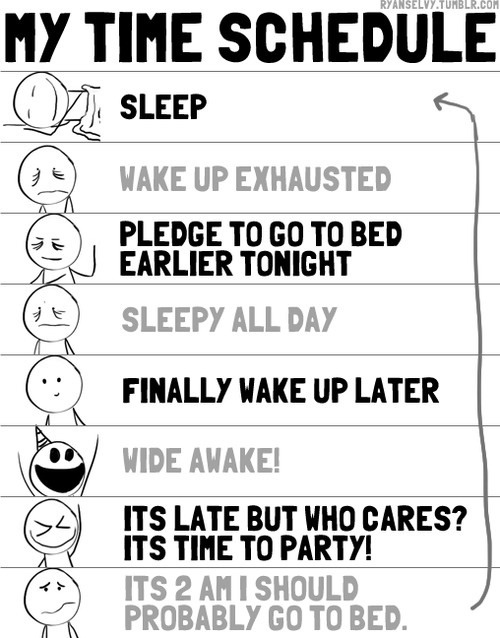 RYANSELVY.TUMBLR.COM
MY TIME SCHEDULE
SLEEP
WAKE UP EXHAUSTED
PLEDGE TO GO TO BED
EARLIER TONIGHT
SLEEPY ALL DAY
FINALLY WAKE UP LATER
WIDE AWAKE!
ITS LATE BUT WHO CARES?
ITS TIME TO PARTY!
ITS 2 AM I SHOULD
PROBABLY GO TO BED.